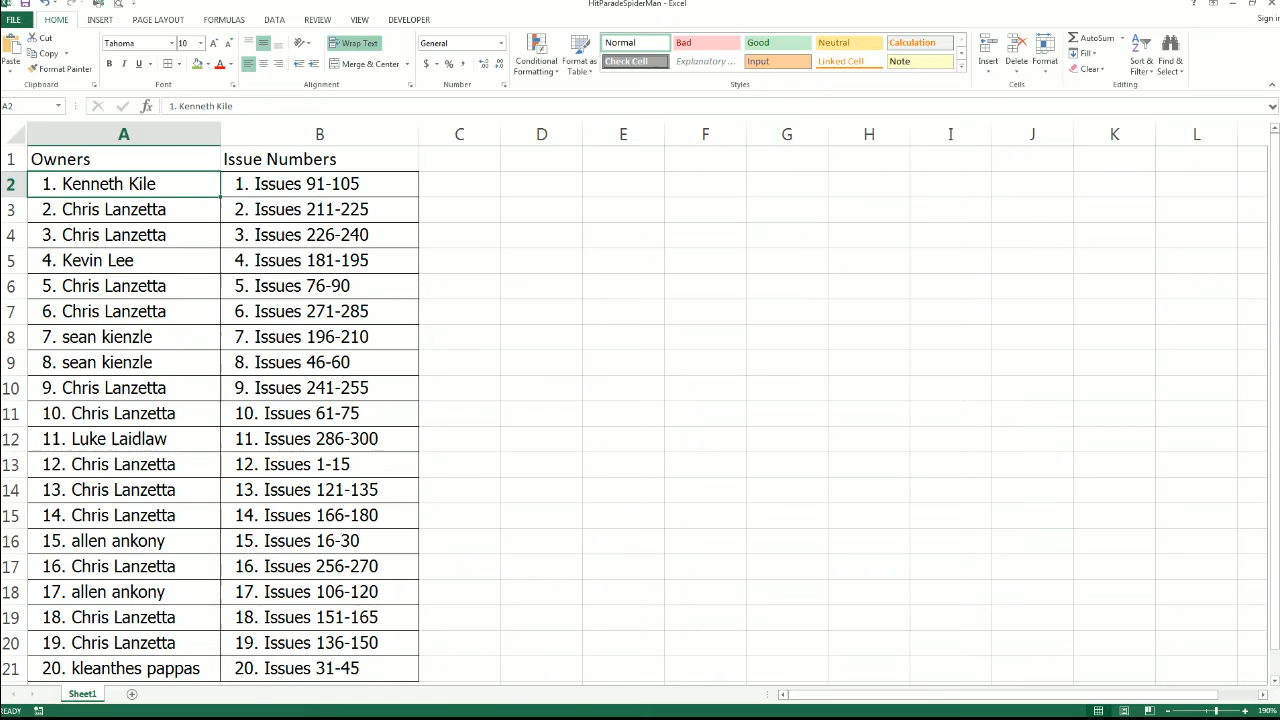 HitParadeSpiderMan - Excel
Sign in
FILE HOME INSERT PAGE LAYOUT FORMULAS DATA REVIEW VIEW DEVELOPER
Paste
Cut
Copy
Format Painter
Clipboard
Tahoma 10
B I U
Font
Wrap Text
Merge & Center
Alignment
General
$ % ,
Number
Conditional Formatting
Format as Table
Normal Bad Good Neutral Calculation
Check Cell Explanatory ... Input Linked Cell Note
Styles
Insert Delete Format
Cells
AutoSum
Fill
Clear
Sort & Filter
Find & Select
Editing
A2 fx 1. Kenneth Kile
A B C D E F G H I J K L
1 Owners Issue Numbers
2 1. Kenneth Kile 1. Issues 91-105
3 2. Chris Lanzetta 2. Issues 211-225
4 3. Chris Lanzetta 3. Issues 226-240
5 4. Kevin Lee 4. Issues 181-195
6 5. Chris Lanzetta 5. Issues 76-90
7 6. Chris Lanzetta 6. Issues 271-285
8 7. sean kienzle 7. Issues 196-210
9 8. sean kienzle 8. Issues 46-60
10 9. Chris Lanzetta 9. Issues 241-255
11 10. Chris Lanzetta 10. Issues 61-75
12 11. Luke Laidlaw 11. Issues 286-300
13 12. Chris Lanzetta 12. Issues 1-15
14 13. Chris Lanzetta 13. Issues 121-135
15 14. Chris Lanzetta 14. Issues 166-180
16 15. allen ankony 15. Issues 16-30
17 16. Chris Lanzetta 16. Issues 256-270
18 17. allen ankony 17. Issues 106-120
19 18. Chris Lanzetta 18. Issues 151-165
20 19. Chris Lanzetta 19. Issues 136-150
21 20. kleanthes pappas 20. Issues 31-45
Sheet1
READY
190%